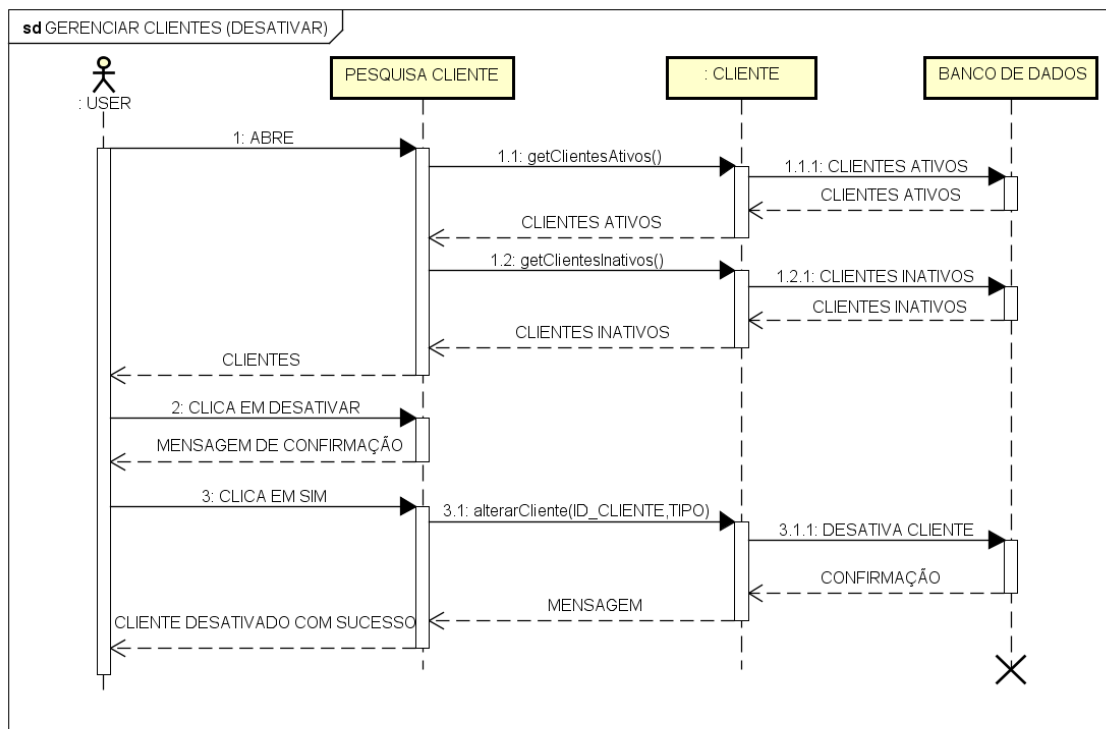 sd GERENCIAR CLIENTES (DESATIVAR)
: USER
PESQUISA CLIENTE
: CLIENTE
BANCO DE DADOS
1: ABRE
1.1: getClientesAtivos()
1.1.1: CLIENTES ATIVOS
CLIENTES ATIVOS
CLIENTES ATIVOS
1.2: getClientesInativos()
1.2.1: CLIENTES INATIVOS
CLIENTES INATIVOS
CLIENTES INATIVOS
CLIENTES
2: CLICA EM DESATIVAR
MENSAGEM DE CONFIRMAÇÃO
3: CLICA EM SIM
3.1: alterarCliente(ID_CLIENTE,TIPO)
3.1.1: DESATIVA CLIENTE
CONFIRMAÇÃO
MENSAGEM
CLIENTE DESATIVADO COM SUCESSO